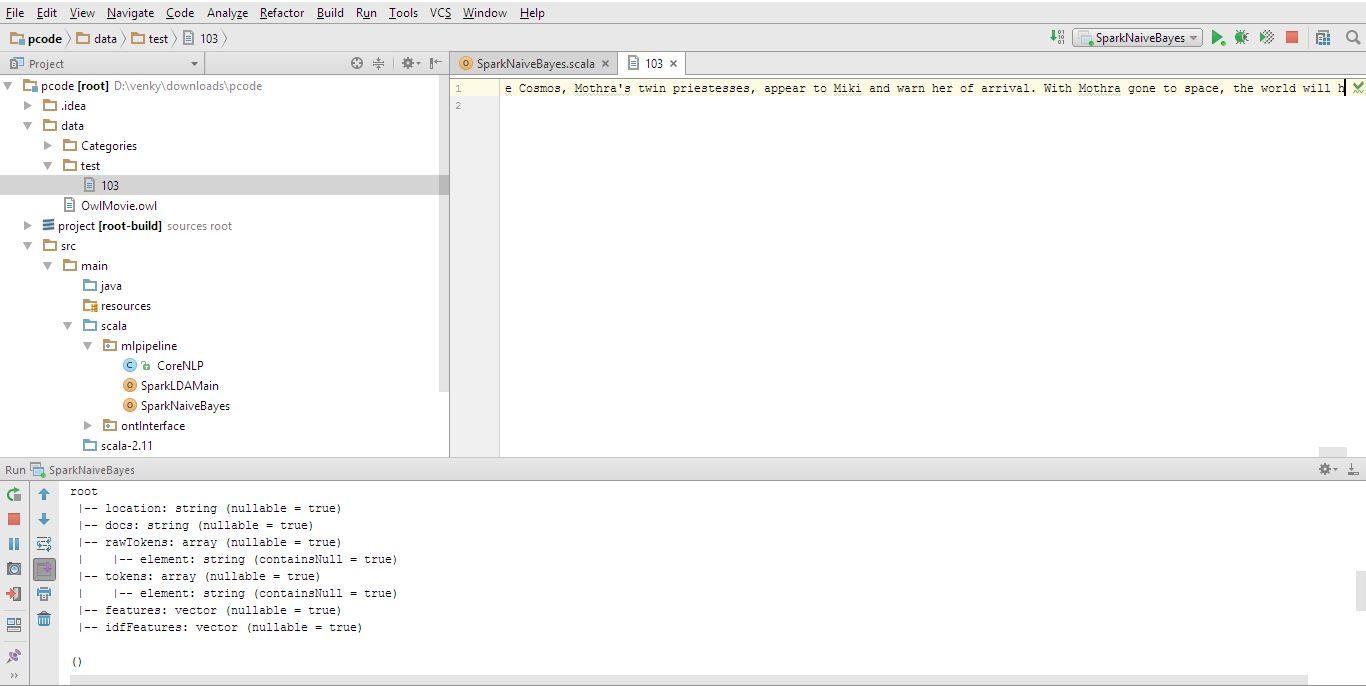 File Edit View Navigate Code Analyze Refactor Build Run Tools VCS Window Help
pcode data test 103 SparkNaiveBayes
Project SparkNaiveBayes.scala 103
pcode [root] D:\venky\downloads\pcode
.idea
data
Categories
test
103
OwlMovie.owl
project [root-build] sources root
src
main
java
resources
scala
mlpipeline
CoreNLP
SparkLDAMain
SparkNaiveBayes
ontInterface
scala-2.11
1 e Cosmos, Mothra's twin priestesses, appear to Miki and warn her of arrival. With Mothra gone to space, the world will h
2
Run SparkNaiveBayes
root
|-- location: string (nullable = true)
|-- docs: string (nullable = true)
|-- rawTokens: array (nullable = true)
| |-- element: string (containsNull = true)
|-- tokens: array (nullable = true)
| |-- element: string (containsNull = true)
|-- features: vector (nullable = true)
|-- idfFeatures: vector (nullable = true)
()